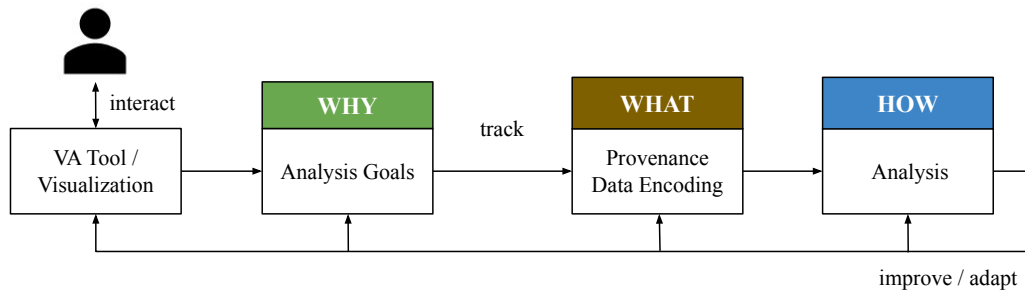 interact
VA Tool /
Visualization
WHY
Analysis Goals
track
WHAT
Provenance
Data Encoding
HOW
Analysis
improve / adapt